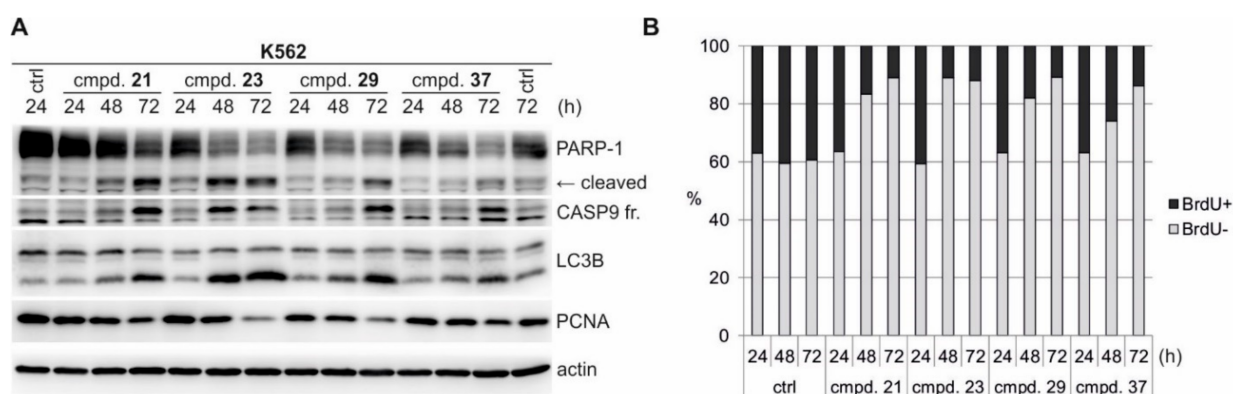 A
K562
ctrl cmpd. 21 cmpd. 23 cmpd. 29 cmpd. 37 ctrl
24 24 48 72 24 48 72 24 48 72 24 48 72 72 (h)
PARP-1
← cleaved
CASP9 fr.
LC3B
PCNA
actin
B
100
80
60
%
40
20
0
BrdU+
BrdU-
24 48 72 24 48 72 24 48 72 24 48 72 24 48 72 (h)
ctrl cmpd. 21 cmpd. 23 cmpd. 29 cmpd. 37